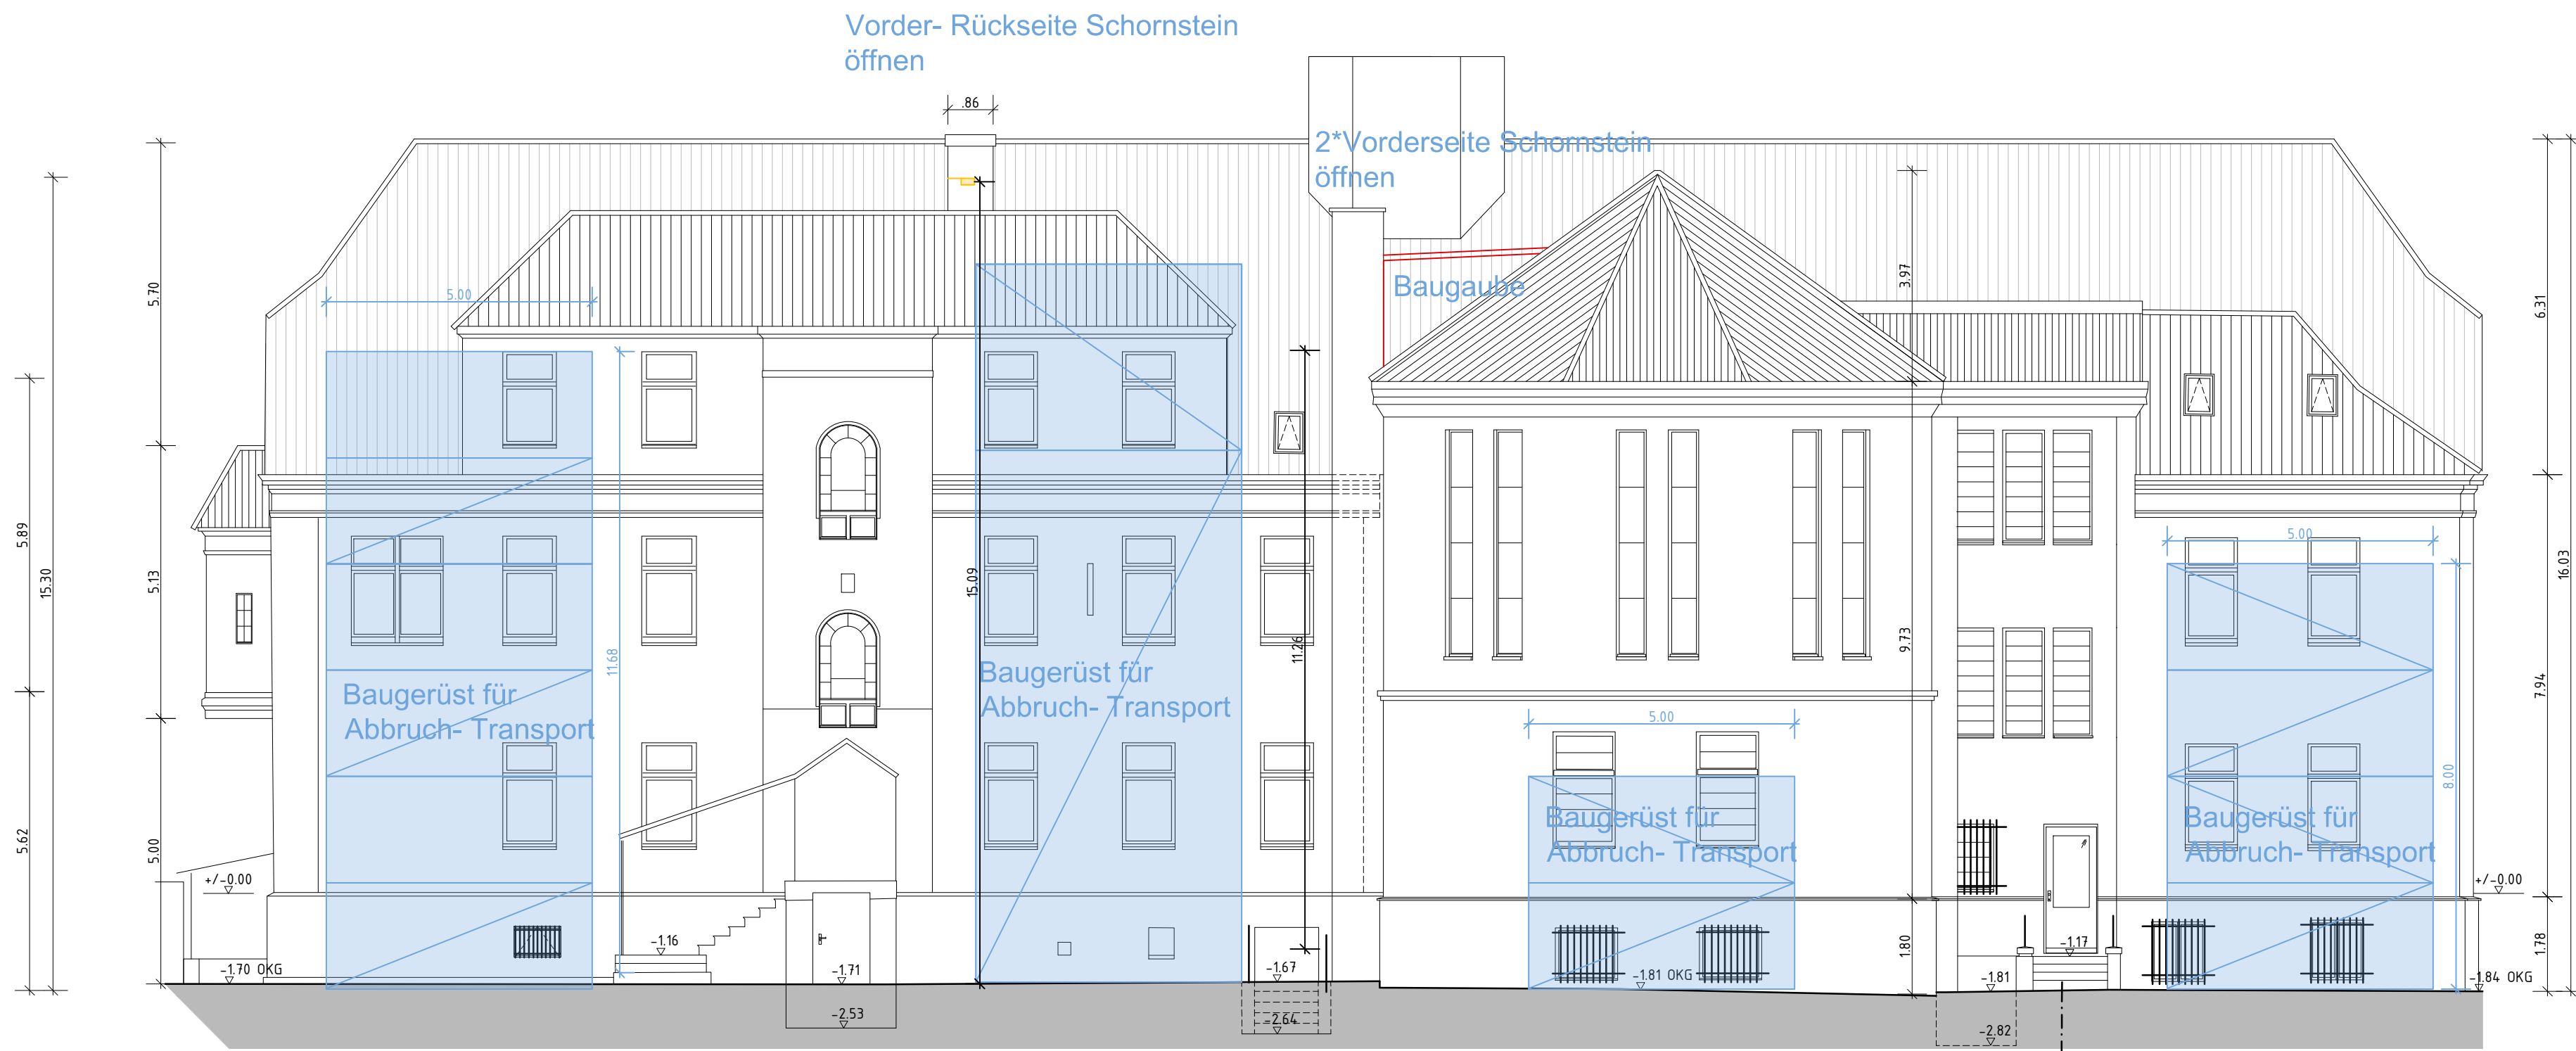 Vorder- Rückseite Schornstein
öffnen
.86
2*Vorderseite Schornstein
öffnen
Baugaube
5.00
5.70
15.30
5.89
5.13
5.62
5.00
11.68
15.09
11.26
3.97
9.73
1.80
6.31
16.03
7.94
1.78
5.00
8.00
5.00
Baugerüst für
Abbruch- Transport
Baugerüst für
Abbruch- Transport
Baugerüst für
Abbruch- Transport
Baugerüst für
Abbruch- Transport
+/-0.00
+/-0.00
-1.70 OKG
-1.16
-1.71
-2.53
-1.67
-2.64
-1.81 OKG
-1.81
-2.82
-1.17
-1.84 OKG